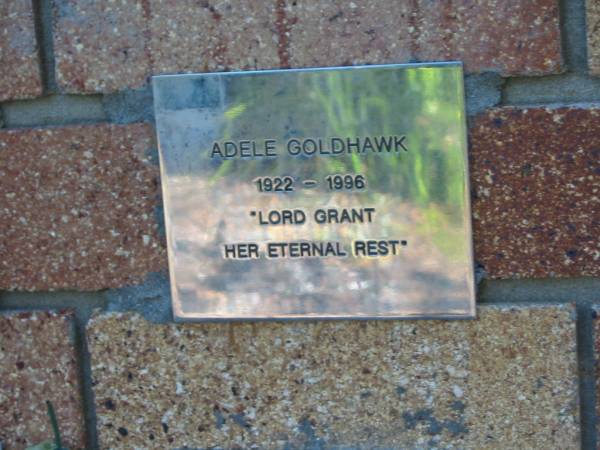 ADELE GOLDHAWK
1922 - 1996
"LORD GRANT
HER ETERNAL REST"